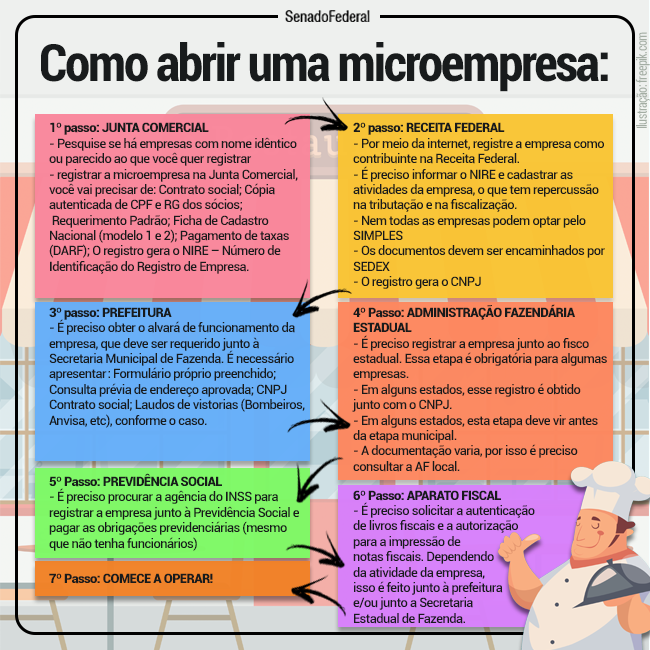 SenadoFederal
Como abrir uma microempresa:
Ilustração: freepik.com
1º passo: JUNTA COMERCIAL
- Pesquise se há empresas com nome idêntico
ou parecido ao que você quer registrar
- registrar a microempresa na Junta Comercial,
você vai precisar de: Contrato social; Cópia
autenticada de CPF e RG dos sócios;
Requerimento Padrão; Ficha de Cadastro
Nacional (modelo 1 e 2); Pagamento de taxas
(DARF); O registro gera o NIRE – Número de
Identificação do Registro de Empresa.
2º passo: RECEITA FEDERAL
- Por meio da internet, registre a empresa como
contribuinte na Receita Federal.
- É preciso informar o NIRE e cadastrar as
atividades da empresa, o que tem repercussão
na tributação e na fiscalização.
- Nem todas as empresas podem optar pelo
SIMPLES
- Os documentos devem ser encaminhados por
SEDEX
- O registro gera o CNPJ
3º passo: PREFEITURA
- É preciso obter o alvará de funcionamento da
empresa, que deve ser requerido junto à
Secretaria Municipal de Fazenda. É necessário
apresentar: Formulário próprio preenchido;
Consulta prévia de endereço aprovada; CNPJ
Contrato social; Laudos de vistorias (Bombeiros,
Anvisa, etc), conforme o caso.
4º Passo: ADMINISTRAÇÃO FAZENDÁRIA
ESTADUAL
- É preciso registrar a empresa junto ao fisco
estadual. Essa etapa é obrigatória para algumas
empresas.
- Em alguns estados, esse registro é obtido
junto com o CNPJ.
- Em alguns estados, esta etapa deve vir antes
da etapa municipal.
- A documentação varia, por isso é preciso
consultar a AF local.
5º Passo: PREVIDÊNCIA SOCIAL
- É preciso procurar a agência do INSS para
registrar a empresa junto à Previdência Social e
pagar as obrigações previdenciárias (mesmo
que não tenha funcionários)
6º Passo: APARATO FISCAL
- É preciso solicitar a autenticação
de livros fiscais e a autorização
para a impressão de
notas fiscais. Dependendo
da atividade da empresa,
isso é feito junto à prefeitura
e/ou junto a Secretaria
Estadual de Fazenda.
7º Passo: COMECE A OPERAR!